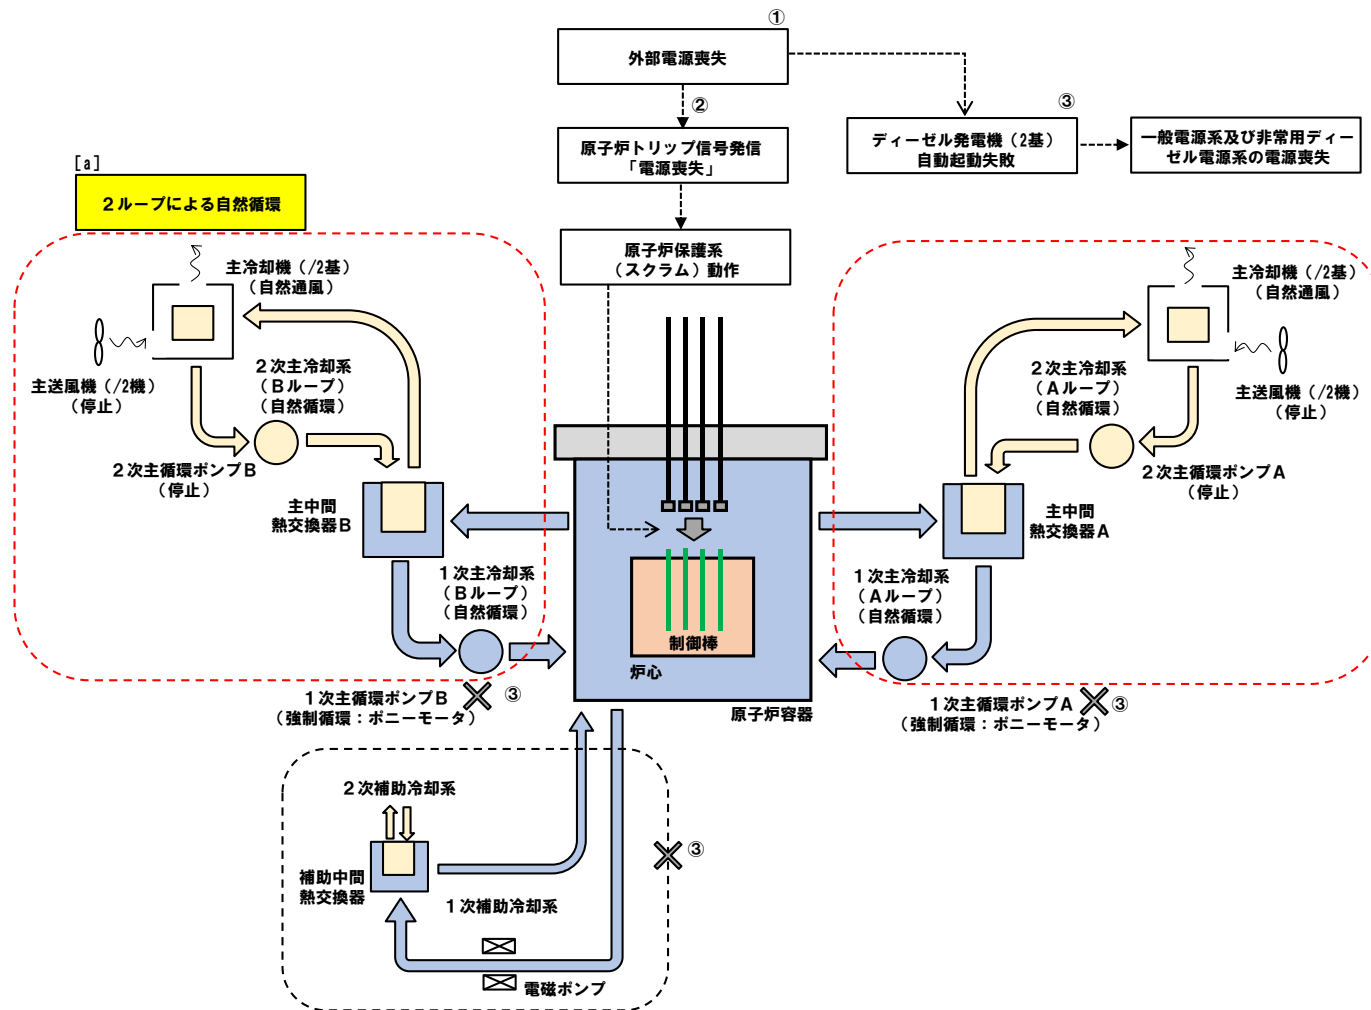 ①
外部電源喪失
②
③
原子炉トリップ信号発信
「電源喪失」
ディーゼル発電機（2基）
自動起動失敗
一般電源系及び非常用ディー
ゼル電源系の電源喪失
[a]
２ループによる自然循環
原子炉保護系
（スクラム）動作
主冷却機（/2基）
（自然通風）
主送風機（/2機）
（停止）
２次主冷却系
（Ｂループ）
（自然循環）
２次主循環ポンプＢ
（停止）
主中間
熱交換器Ｂ
１次主冷却系
（Ｂループ）
（自然循環）
１次主循環ポンプＢ
（強制循環：ポニーモータ）
③
主冷却機（/2基）
（自然通風）
主送風機（/2機）
（停止）
２次主冷却系
（Ａループ）
（自然循環）
２次主循環ポンプＡ
（停止）
主中間
熱交換器Ａ
１次主冷却系
（Ａループ）
（自然循環）
１次主循環ポンプＡ
（強制循環：ポニーモータ）
③
制御棒
炉心
原子炉容器
２次補助冷却系
③
補助中間
熱交換器
１次補助冷却系
電磁ポンプ